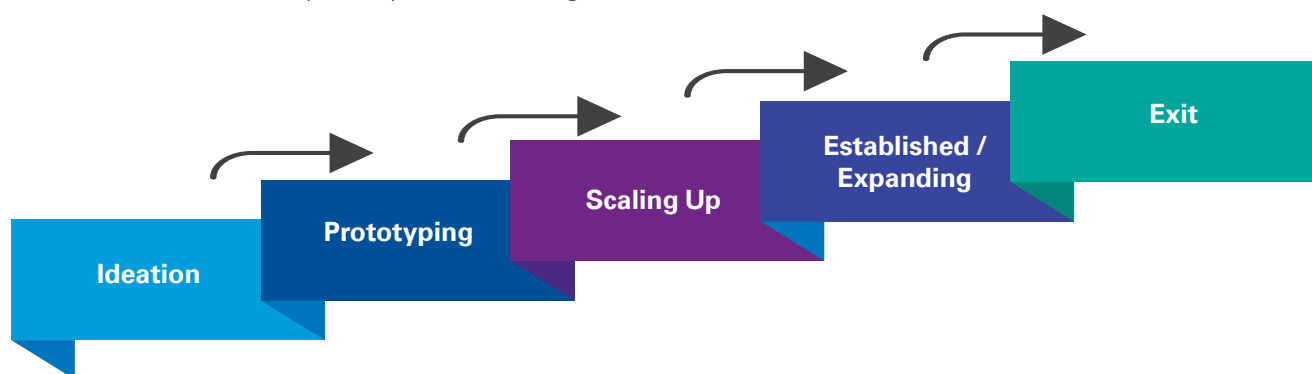 Exit
Established /
Expanding
Scaling Up
Prototyping
Ideation